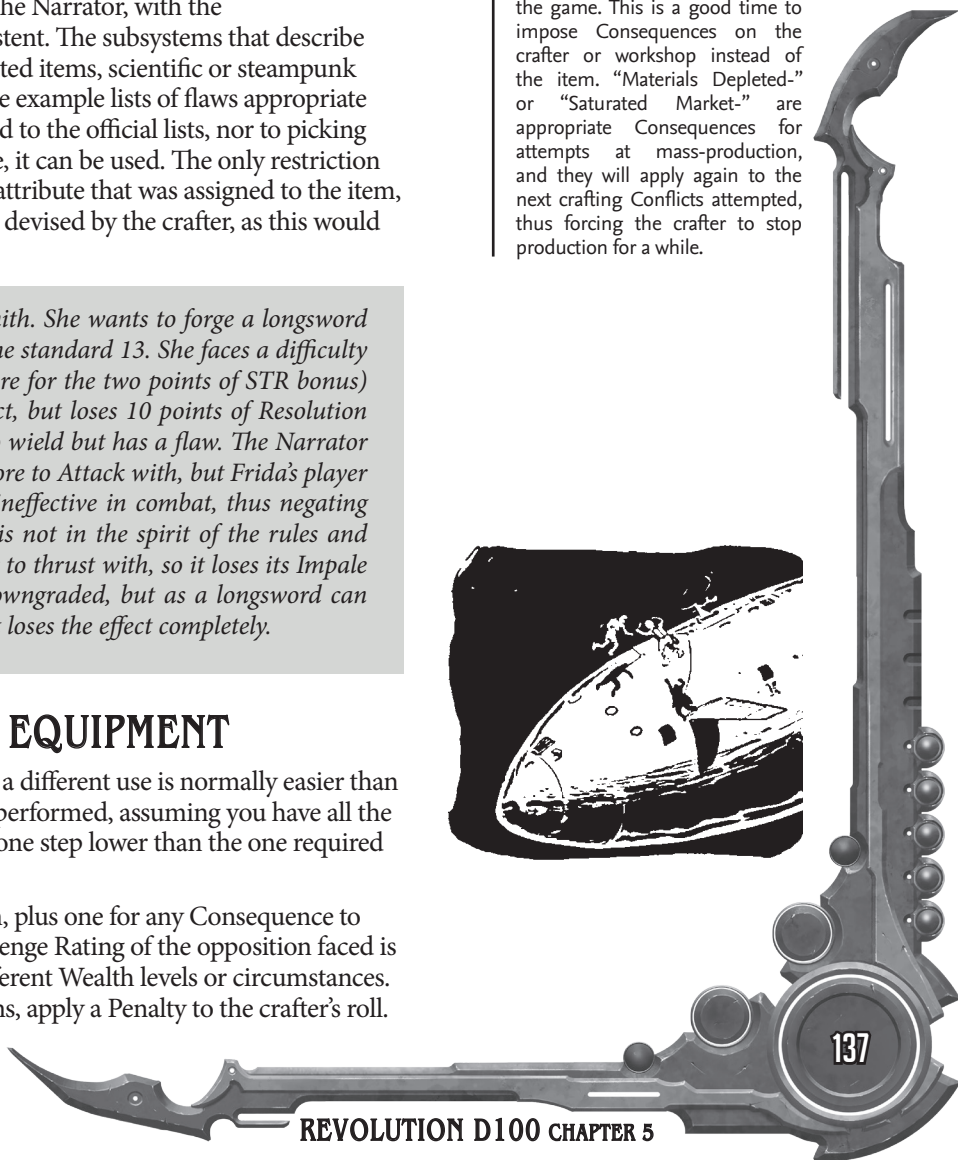 he Narrator, with the
stent. The subsystems that describe
ted items, scientific or steampunk
e example lists of flaws appropriate
d to the official lists, nor to picking
e, it can be used. The only restriction
attribute that was assigned to the item,
devised by the crafter, as this would
ith. She wants to forge a longsword
he standard 13. She faces a difficulty
re for the two points of STR bonus)
ct, but loses 10 points of Resolution
wield but has a flaw. The Narrator
ore to Attack with, but Frida's player
ineffective in combat, thus negating
is not in the spirit of the rules and
to thrust with, so it loses its Impale
owngraded, but as a longsword can
t loses the effect completely.
EQUIPMENT
a different use is normally easier than
performed, assuming you have all the
one step lower than the one required
n, plus one for any Consequence to
enge Rating of the opposition faced is
ferent Wealth levels or circumstances.
ns, apply a Penalty to the crafter's roll.
the game. This is a good time to
impose Consequences on the
crafter or workshop instead of
the item. “Materials Depleted-”
or “Saturated Market-” are
appropriate Consequences for
attempts at mass-production,
and they will apply again to the
next crafting Conflicts attempted,
thus forcing the crafter to stop
production for a while.
137
REVOLUTION D100 CHAPTER 5